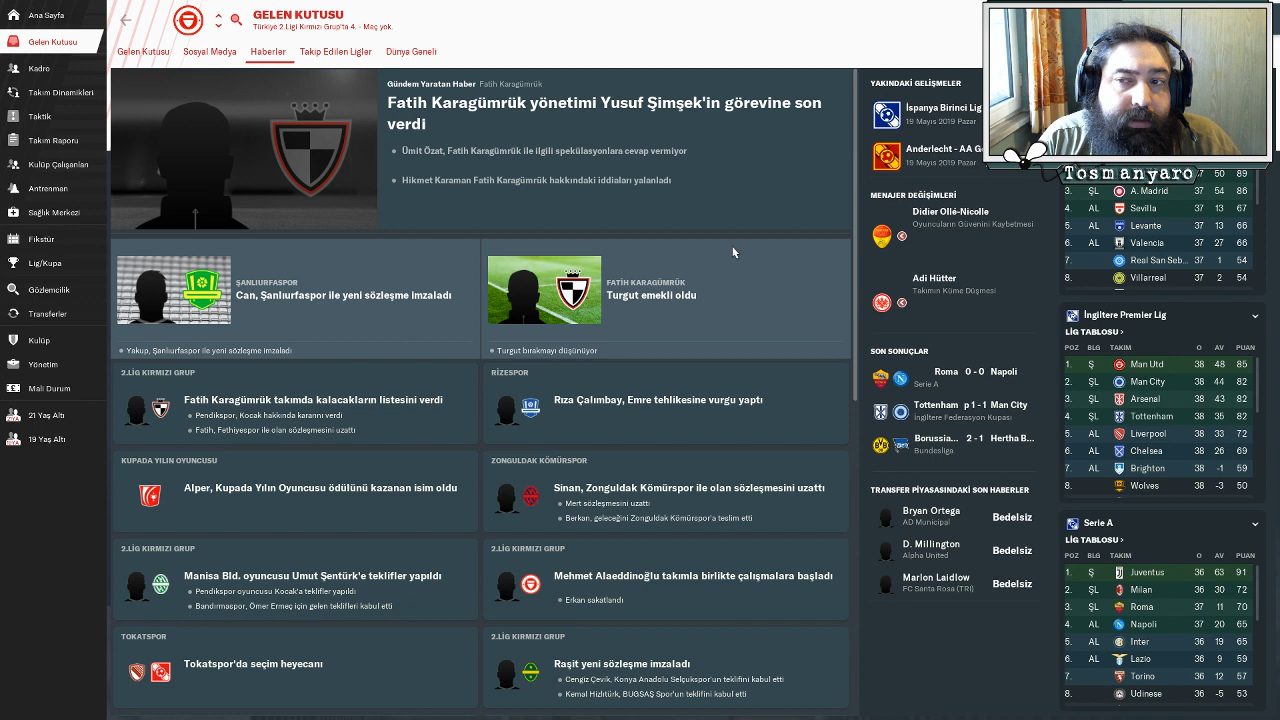 Ana Sayfa
Gelen Kutusu
Kadro
Takım Dinamikleri
Taktik
Takım Raporu
Kulüp Çalışanları
Antrenman
Sağlık Merkezi
Fikstür
Lig/Kupa
Gözlemcilik
Transferler
Kulüp
Yönetim
Mali Durum
21 Yaş Altı
19 Yaş Altı
GELEN KUTUSU
Türkiye 2.Ligi Kırmızı Grup'ta 4. - Maç yok.
Gelen Kutusu Sosyal Medya Haberler Takip Edilen Ligler Dünya Geneli
Gündem Yaratan Haber Fatih Karagümrük
Fatih Karagümrük yönetimi Yusuf Şimşek'in görevine son
verdi
Ümit Özat, Fatih Karagümrük ile ilgili spekülasyonlara cevap vermiyor
Hikmet Karaman Fatih Karagümrük hakkındaki iddiaları yalanladı
ŞANLIURFASPOR
Can, Şanlıurfaspor ile yeni sözleşme imzaladı
Yakup, Şanlıurfaspor ile yeni sözleşme imzaladı
FATİH KARAGÜMRÜK
Turgut emekli oldu
Turgut bırakmayı düşünüyor
2.LİG KIRMIZI GRUP
Fatih Karagümrük takımda kalacakların listesini verdi
Pendikspor, Kocak hakkında kararını verdi
Fatih, Fethiyespor ile olan sözleşmesini uzattı
RİZESPOR
Rıza Çalımbay, Emre tehlikesine vurgu yaptı
KUPADA YILIN OYUNCUSU
Alper, Kupada Yılın Oyuncusu ödülünü kazanan isim oldu
ZONGULDAK KÖMÜRSPOR
Sinan, Zonguldak Kömürspor ile olan sözleşmesini uzattı
Mert sözleşmesini uzattı
Berkan, geleceğini Zonguldak Kömürspor'a teslim etti
2.LİG KIRMIZI GRUP
Manisa Bld. oyuncusu Umut Şentürk'e teklifler yapıldı
Pendikspor oyuncusu Kocak'a teklifler yapıldı
Bandırmaspor, Ömer Ermeç için gelen teklifleri kabul etti
2.LİG KIRMIZI GRUP
Mehmet Alaeddinoğlu takımla birlikte çalışmalara başladı
Erkan sakatlandı
TOKATSPOR
Tokatspor'da seçim heyecanı
2.LİG KIRMIZI GRUP
Raşit yeni sözleşme imzaladı
Cengiz Çevik, Konya Anadolu Selçukspor'un teklifini kabul etti
Kemal Hızhtürk, BUGSAŞ Spor'un teklifini kabul etti
YAKINDAKİ GELİŞMELER
İspanya Birinci Lig
19 Mayıs 2019 Pazar
Anderlecht - AA G
19 Mayıs 2019 Pazar
MENAJER DEĞİŞİMLERİ
Didier Ollé-Nicolle
Oyuncuların Güvenini Kaybetmesi
Adi Hütter
Takımın Küme Düşmesi
SON SONUÇLAR
Roma 0 - 0 Napoli
Serie A
Tottenham p 1 - 1 Man City
İngiltere Federasyon Kupası
Borussia... 2 - 1 Hertha B...
Bundesliga
TRANSFER PİYASASINDAKİ SON HABERLER
Bryan Ortega Bedelsiz
AD Municipal
D. Millington Bedelsiz
Alpha United
Marlon Laidlow Bedelsiz
FC Santa Rosa (TRI)
Tosmanyaro
37 50 89
3. ŞL A. Madrid 37 54 86
4. AL Sevilla 37 13 67
5. AL Levante 37 13 66
6. AL Valencia 37 27 66
7. Real San Seb... 37 1 54
8. Villarreal 37 2 54
İngiltere Premier Lig
LİG TABLOSU ›
POZ BLG TAKIM O AV PUAN
1. Ş Man Utd 38 48 85
2. ŞL Man City 38 44 82
3. ŞL Arsenal 38 43 82
4. ŞL Tottenham 38 35 82
5. AL Liverpool 38 33 72
6. AL Chelsea 38 26 69
7. AL Brighton 38 -1 59
8. Wolves 38 -3 50
Serie A
LİG TABLOSU ›
POZ BLG TAKIM O AV PUAN
1. Ş Juventus 36 63 91
2. ŞL Milan 36 30 72
3. ŞL Roma 37 11 70
4. ŞL Napoli 37 20 65
5. AL Inter 36 19 65
6. AL Lazio 36 9 59
7. Torino 36 12 57
8. Udinese 36 -5 53